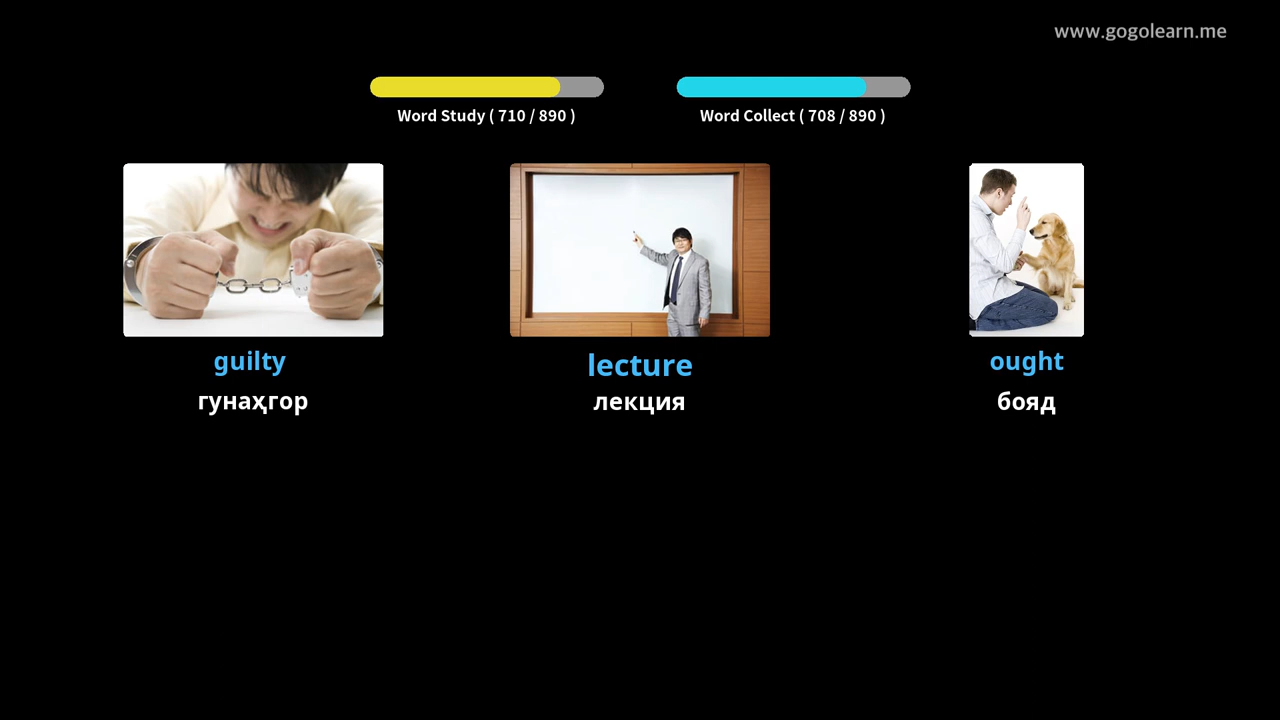 www.gogolearn.me
Word Study ( 710 / 890 )
Word Collect ( 708 / 890 )
guilty
lecture
ought
гунаҳгор
лекция
бояд